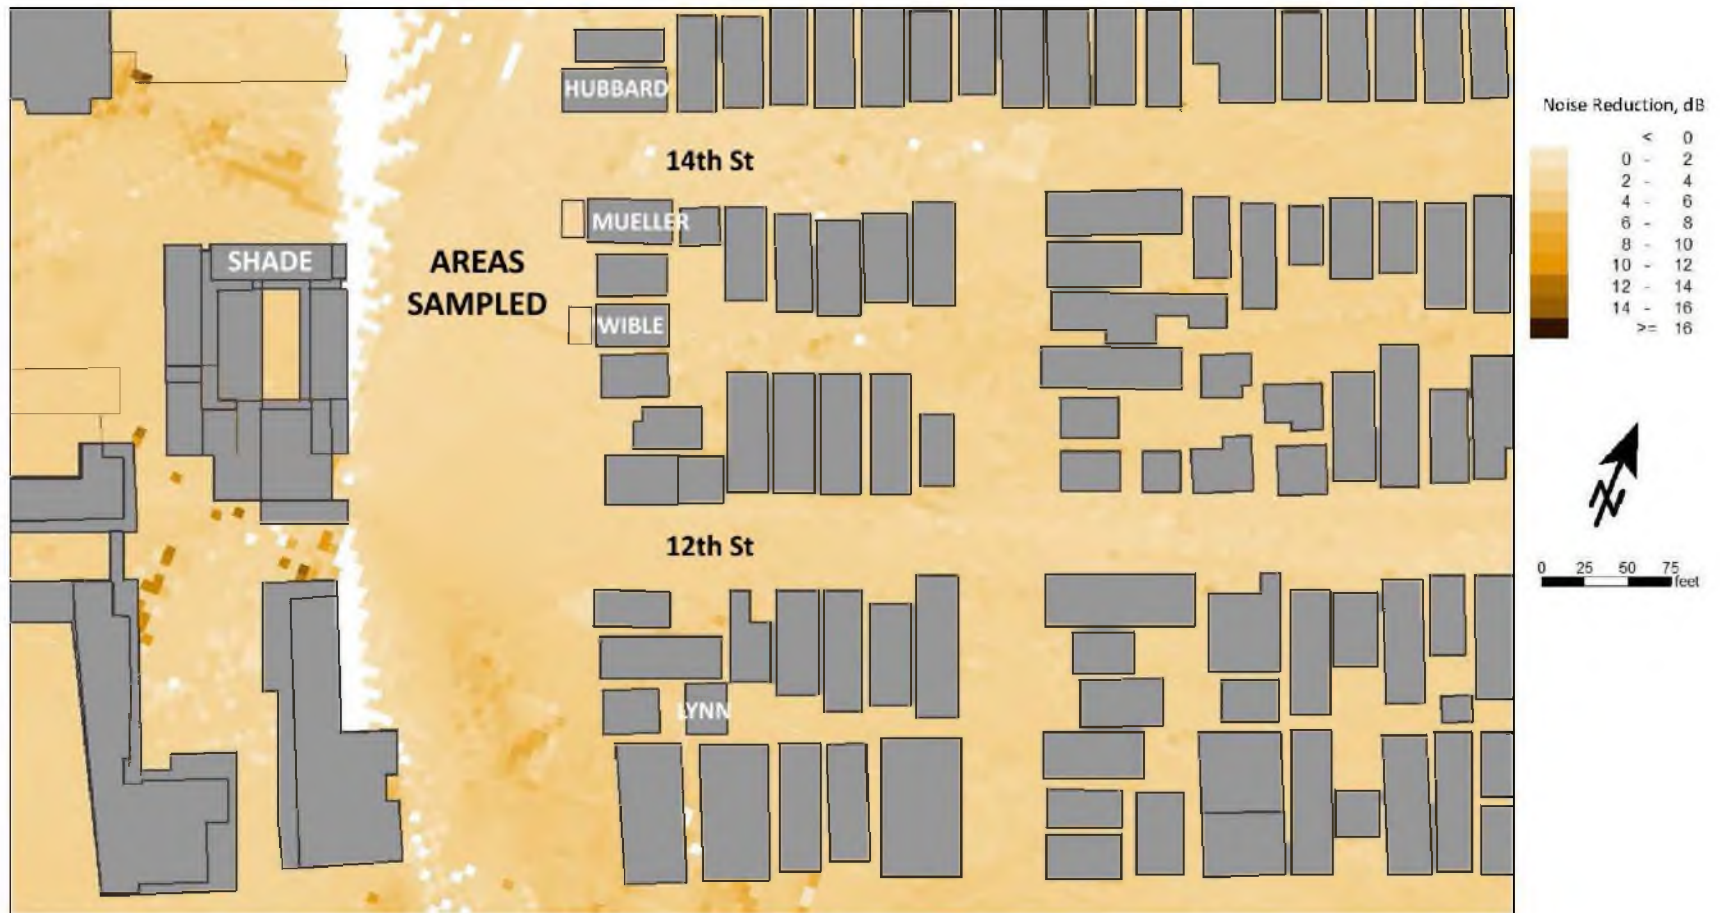 HUBBARD
14th St
MUELLER
SHADE
AREAS
SAMPLED
WIBLE
12th St
LYNN
Noise Reduction, dB
< 0
0 - 2
2 - 4
4 - 6
6 - 8
8 - 10
10 - 12
12 - 14
14 - 16
>= 16
N
0 25 50 75
feet